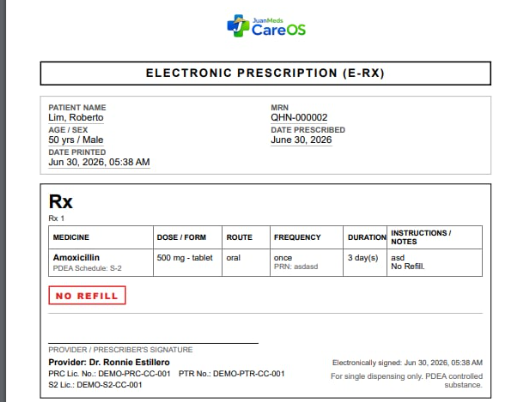 JuanMeds
CareOS
ELECTRONIC PRESCRIPTION (E-RX)
PATIENT NAME
Lim, Roberto
MRN
QHN-000002
AGE / SEX
50 yrs / Male
DATE PRESCRIBED
June 30, 2026
DATE PRINTED
Jun 30, 2026, 05:38 AM
Rx
Rx 1
MEDICINE DOSE / FORM ROUTE FREQUENCY DURATION INSTRUCTIONS / NOTES
Amoxicillin 500 mg - tablet oral once 3 day(s) asd
PDEA Schedule: S-2 PRN: asdasd No Refill.
NO REFILL
PROVIDER / PRESCRIBER'S SIGNATURE
Provider: Dr. Ronnie Estillero
PRC Lic. No.: DEMO-PRC-CC-001 PTR No.: DEMO-PTR-CC-001
S2 Lic.: DEMO-S2-CC-001
Electronically signed: Jun 30, 2026, 05:38 AM
For single dispensing only. PDEA controlled
substance.